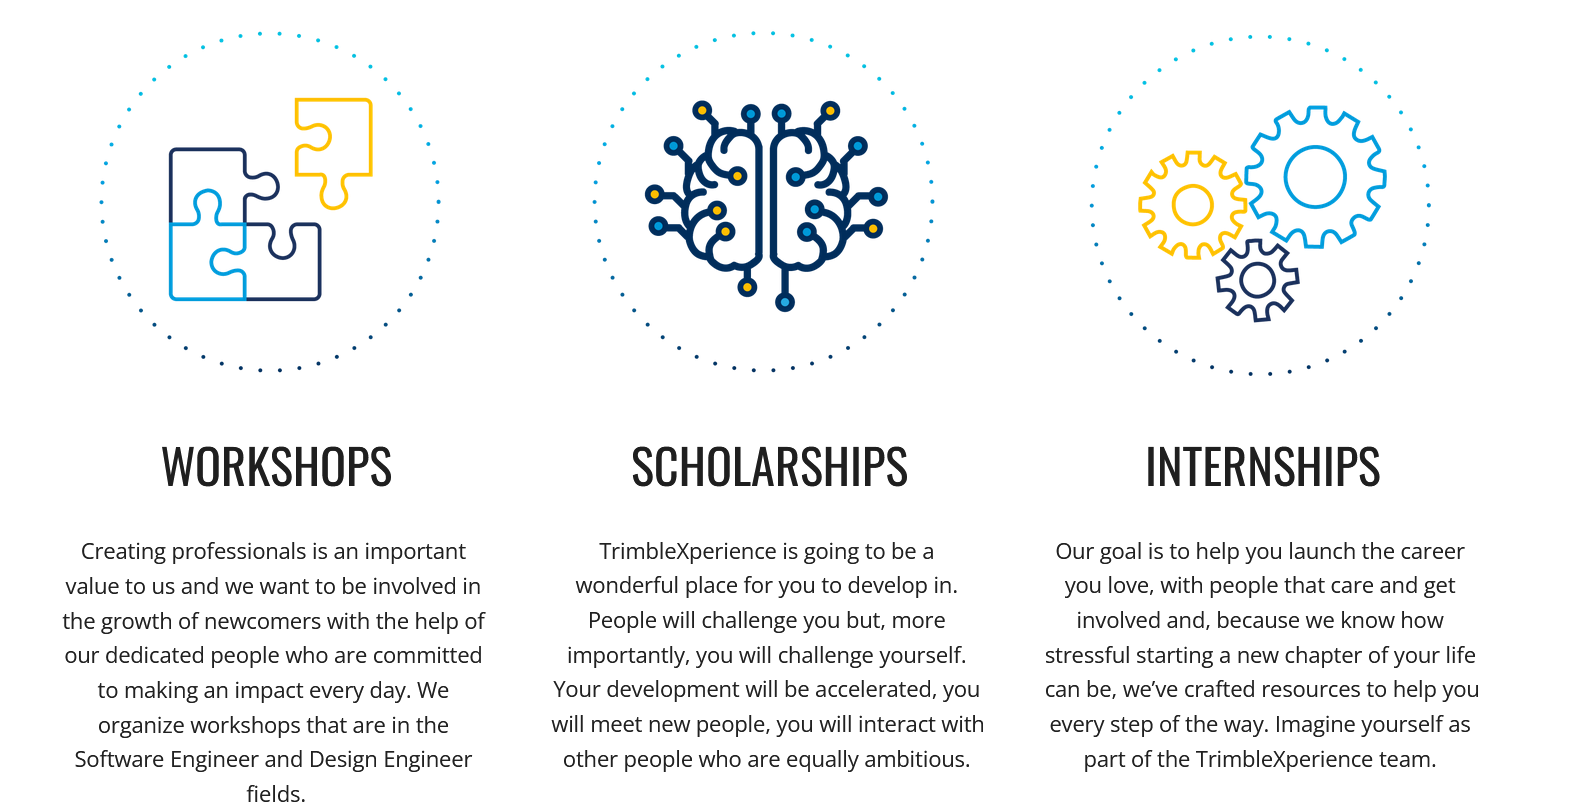 WORKSHOPS
Creating professionals is an important
value to us and we want to be involved in
the growth of newcomers with the help of
our dedicated people who are committed
to making an impact every day. We
organize workshops that are in the
Software Engineer and Design Engineer
fields.
SCHOLARSHIPS
TrimbleXperience is going to be a
wonderful place for you to develop in.
People will challenge you but, more
importantly, you will challenge yourself.
Your development will be accelerated, you
will meet new people, you will interact with
other people who are equally ambitious.
INTERNSHIPS
Our goal is to help you launch the career
you love, with people that care and get
involved and, because we know how
stressful starting a new chapter of your life
can be, we’ve crafted resources to help you
every step of the way. Imagine yourself as
part of the TrimbleXperience team.